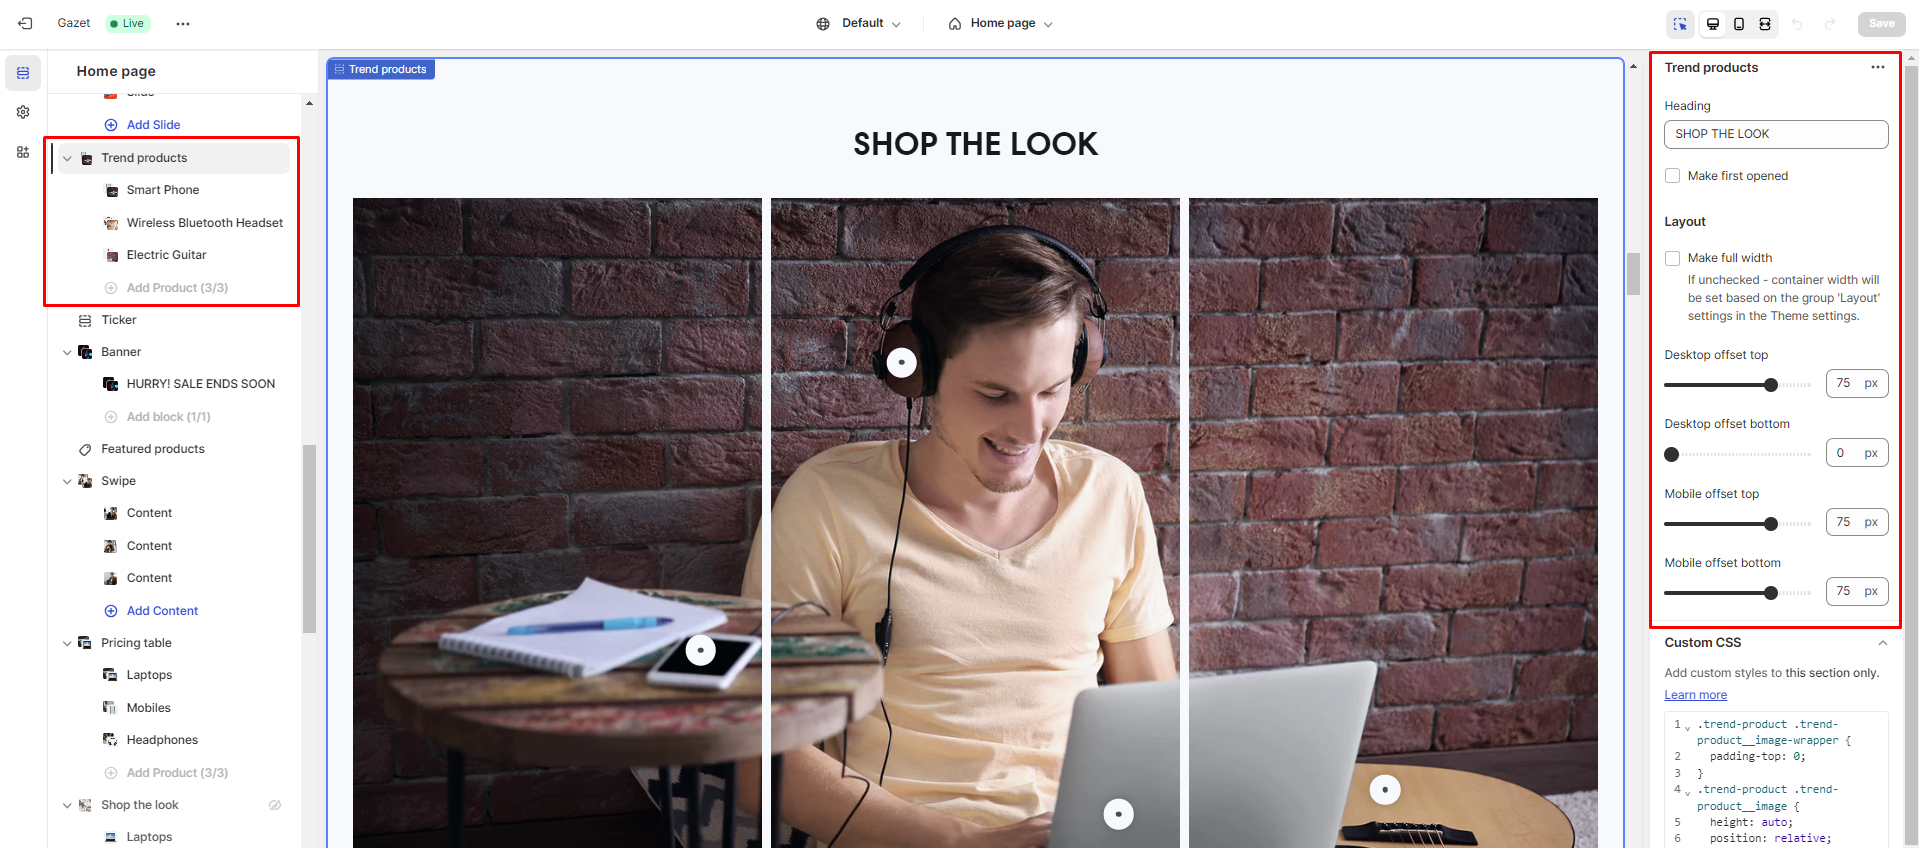 Gazet
Live
Default
Home page
Save
Home page
Slide
Add Slide
Trend products
Smart Phone
Wireless Bluetooth Headset
Electric Guitar
Add Product (3/3)
Ticker
Banner
HURRY! SALE ENDS SOON
Add block (1/1)
Featured products
Swipe
Content
Content
Content
Add Content
Pricing table
Laptops
Mobiles
Headphones
Add Product (3/3)
Shop the look
Laptops
Trend products
SHOP THE LOOK
Trend products
Heading
SHOP THE LOOK
Make first opened
Layout
Make full width
If unchecked - container width will
be set based on the group 'Layout'
settings in the Theme settings.
Desktop offset top
75 px
Desktop offset bottom
0 px
Mobile offset top
75 px
Mobile offset bottom
75 px
Custom CSS
Add custom styles to this section only.
Learn more
1 .trend-product .trend-
product__image-wrapper {
2 padding-top: 0;
3 }
4 .trend-product .trend-
product__image {
5 height: auto;
6 position: relative;